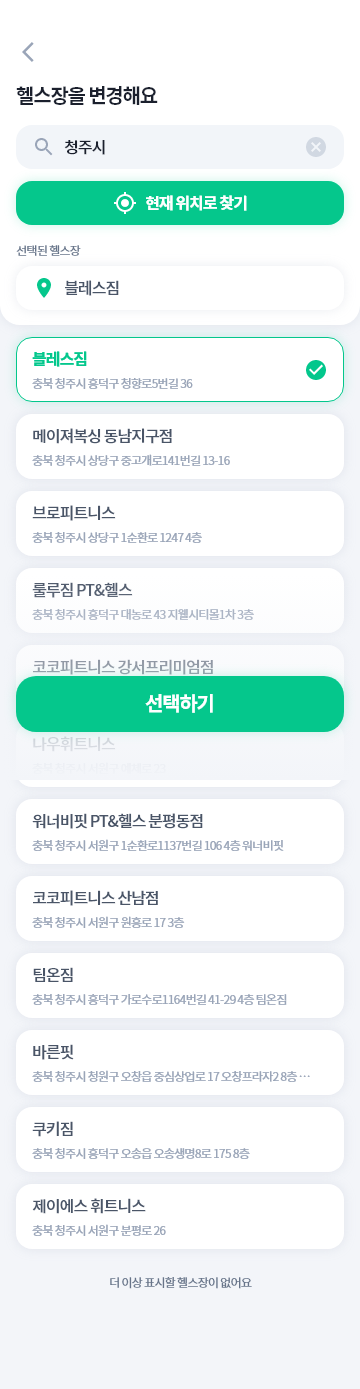 헬스장을 변경해요
청주시
현재 위치로 찾기
선택된 헬스장
블레스짐
블레스짐
충북 청주시 흥덕구 청향로5번길 36
메이져복싱 동남지구점
충북 청주시 상당구 중고개로141번길 13-16
브로피트니스
충북 청주시 상당구 1순환로 1247 4층
룰루짐 PT&헬스
충북 청주시 흥덕구 대농로 43 지웰시티몰1차 3층
코코피트니스 강서프리미엄점
선택하기
나우휘트니스
워너비핏 PT&헬스 분평동점
충북 청주시 서원구 1순환로1137번길 106 4층 워너비핏
코코피트니스 산남점
충북 청주시 서원구 원흥로 17 3층
팀온짐
충북 청주시 흥덕구 가로수로1164번길 41-29 4층 팀온짐
바른핏
충북 청주시 청원구 오창읍 중심상업로 17 오창프라자2 8층 …
쿠키짐
충북 청주시 흥덕구 오송읍 오송생명8로 175 8층
제이에스 휘트니스
충북 청주시 서원구 분평로 26
더 이상 표시할 헬스장이 없어요